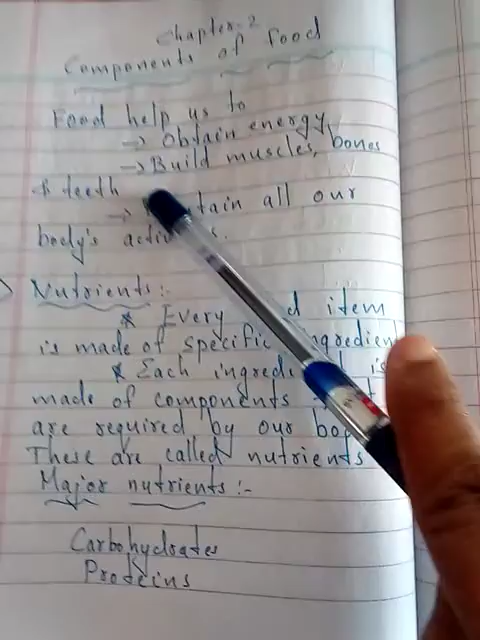 Chapter-2
Components of Food
Food help us to
→ Obtain energy
→ Build muscles, bones
& teeth
→ tain all our
body's
Nutrients:-
* Every item
is made of specific
* Each is
made of components
are required by our
These are called nutrients
Major nutrients:-
Carbohydrates
Proteins